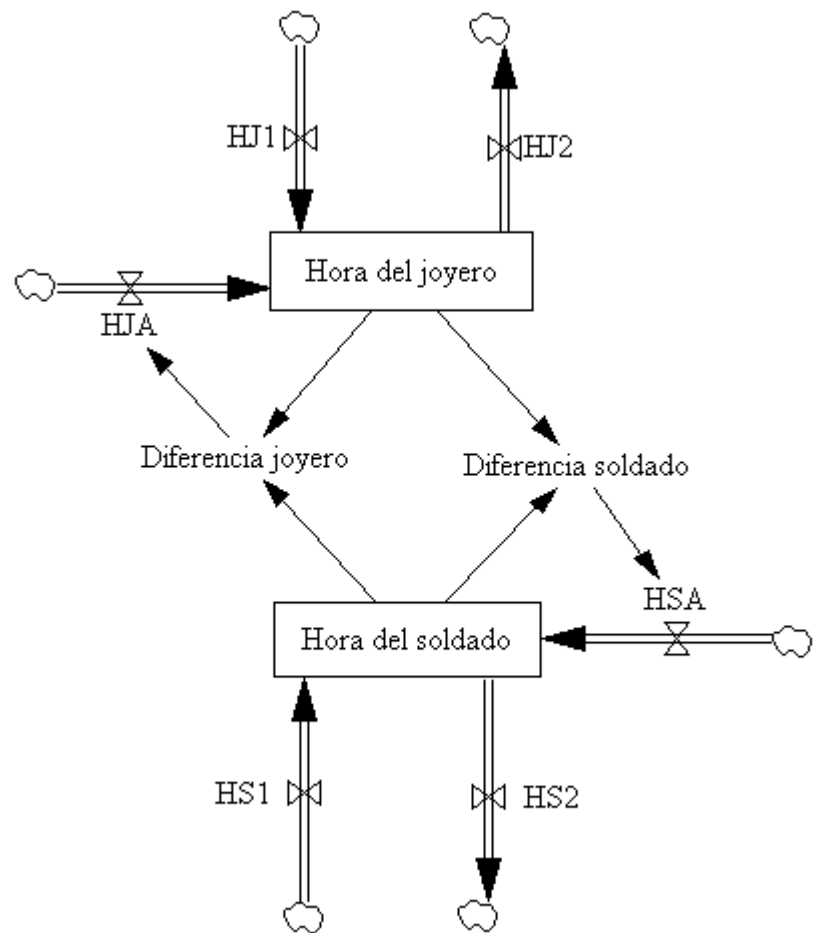 HJ1
HJ2
Hora del joyero
HJA
Diferencia joyero
Diferencia soldado
HSA
Hora del soldado
HS1
HS2